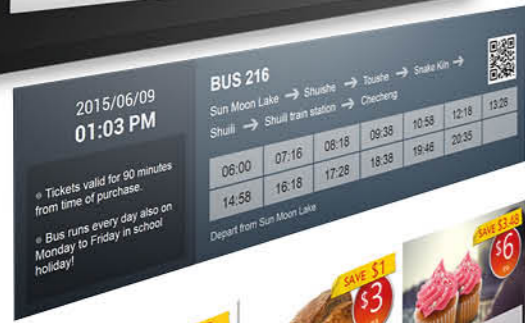 2015/06/09
01:03 PM
Tickets valid for 90 minutes
from time of purchase.
Bus runs every day also on
Monday to Friday in school
holiday!
BUS 216
Sun Moon Lake → Shuishe → Toushe → Snake Kiln →
Shuili → Shuili train station → Checheng
06:00 07:16 08:18 09:38 10:58 12:18 13:28
14:58 16:18 17:28 18:38 19:46 20:35
Depart from Sun Moon Lake
SAVE $1
$3
SAVE $3.48
$6